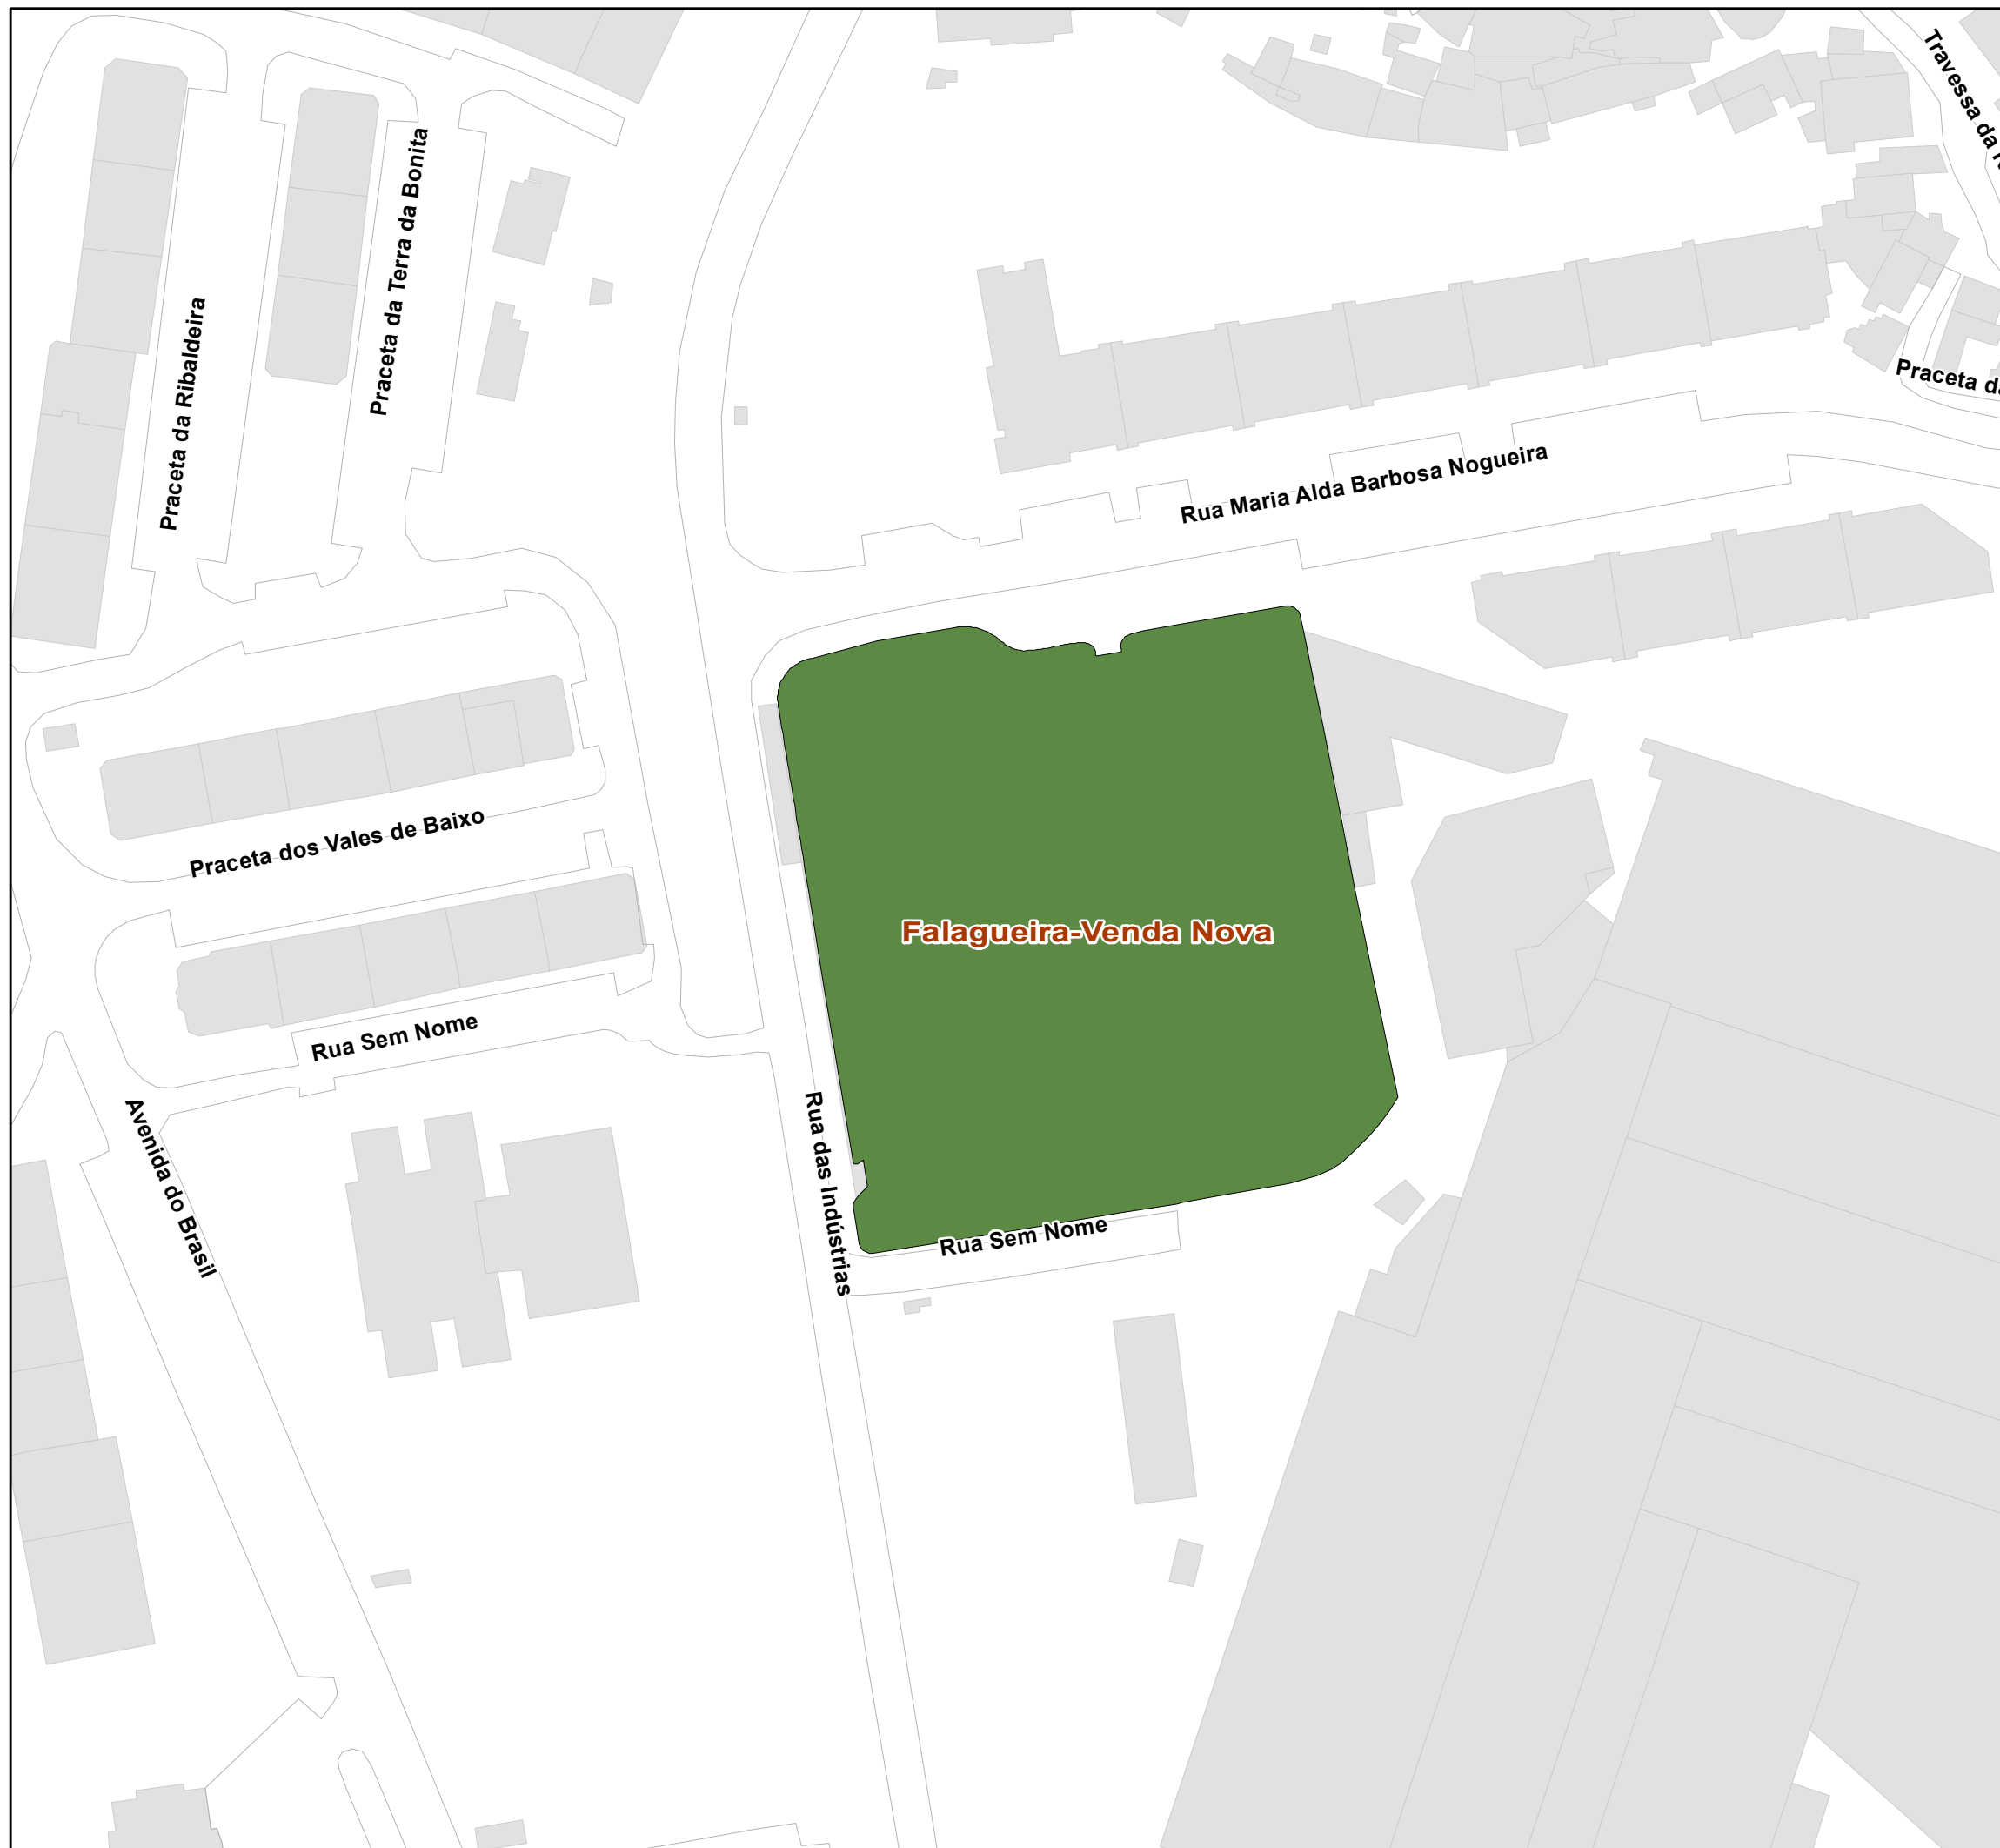 Travessa da
Praceta da Terra da Bonita
Praceta da Ribaldeira
Praceta
Rua Maria Alda Barbosa Nogueira
Praceta dos Vales de Baixo
Falagueira-Venda Nova
Rua Sem Nome
Avenida do Brasil
Rua das Indústrias
Rua Sem Nome